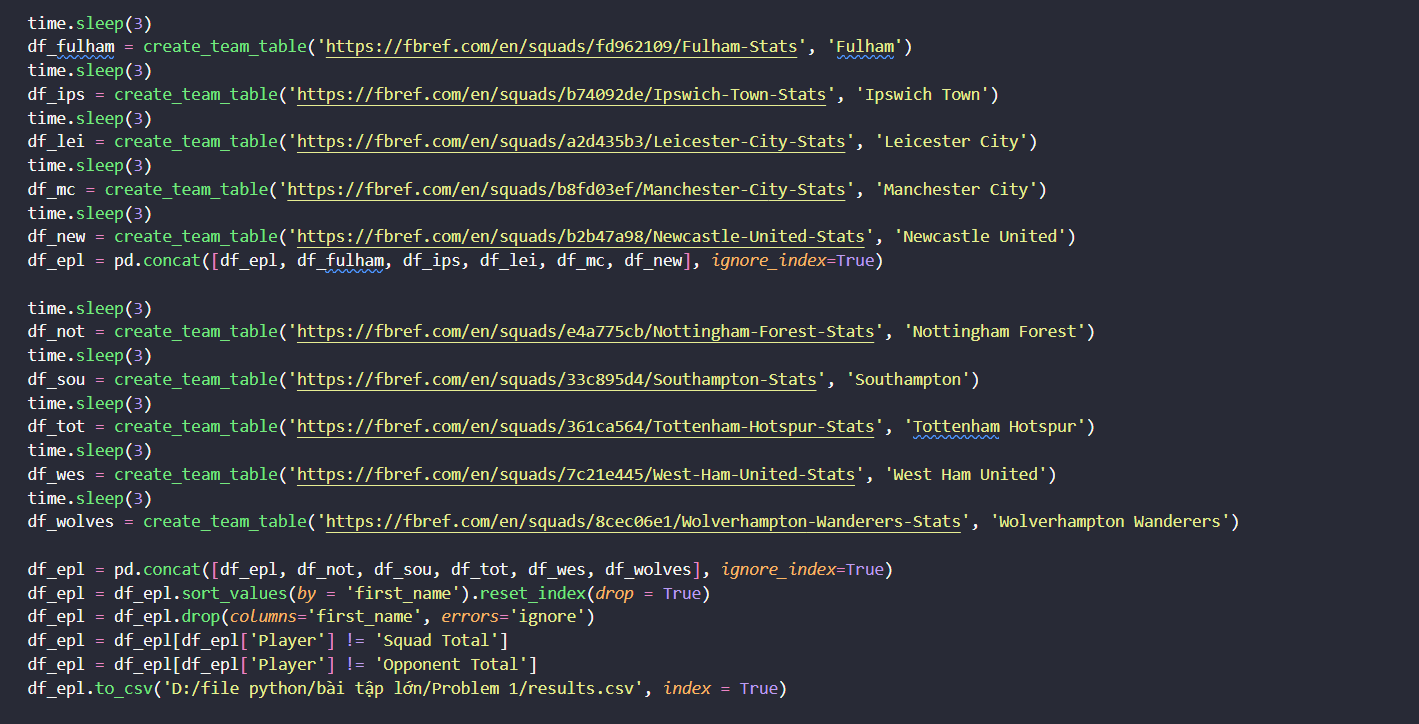 time.sleep(3)
df_fulham = create_team_table('https://fbref.com/en/squads/fd962109/Fulham-Stats', 'Fulham')
time.sleep(3)
df_ips = create_team_table('https://fbref.com/en/squads/b74092de/Ipswich-Town-Stats', 'Ipswich Town')
time.sleep(3)
df_lei = create_team_table('https://fbref.com/en/squads/a2d435b3/Leicester-City-Stats', 'Leicester City')
time.sleep(3)
df_mc = create_team_table('https://fbref.com/en/squads/b8fd03ef/Manchester-City-Stats', 'Manchester City')
time.sleep(3)
df_new = create_team_table('https://fbref.com/en/squads/b2b47a98/Newcastle-United-Stats', 'Newcastle United')
df_epl = pd.concat([df_epl, df_fulham, df_ips, df_lei, df_mc, df_new], ignore_index=True)

time.sleep(3)
df_not = create_team_table('https://fbref.com/en/squads/e4a775cb/Nottingham-Forest-Stats', 'Nottingham Forest')
time.sleep(3)
df_sou = create_team_table('https://fbref.com/en/squads/33c895d4/Southampton-Stats', 'Southampton')
time.sleep(3)
df_tot = create_team_table('https://fbref.com/en/squads/361ca564/Tottenham-Hotspur-Stats', 'Tottenham Hotspur')
time.sleep(3)
df_wes = create_team_table('https://fbref.com/en/squads/7c21e445/West-Ham-United-Stats', 'West Ham United')
time.sleep(3)
df_wolves = create_team_table('https://fbref.com/en/squads/8cec06e1/Wolverhampton-Wanderers-Stats', 'Wolverhampton Wanderers')

df_epl = pd.concat([df_epl, df_not, df_sou, df_tot, df_wes, df_wolves], ignore_index=True)
df_epl = df_epl.sort_values(by = 'first_name').reset_index(drop = True)
df_epl = df_epl.drop(columns='first_name', errors='ignore')
df_epl = df_epl[df_epl['Player'] != 'Squad Total']
df_epl = df_epl[df_epl['Player'] != 'Opponent Total']
df_epl.to_csv('D:/file python/bài tập lớn/Problem 1/results.csv', index = True)